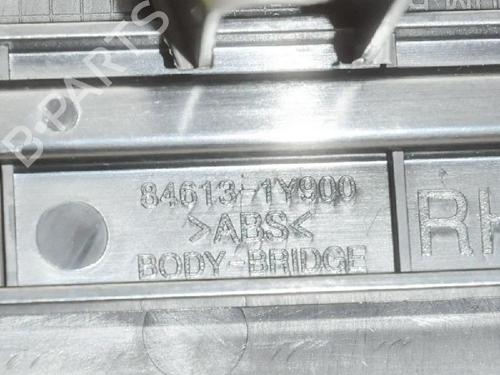 84613-1Y900
>ABS<
BODY-BRIDGE
RH
B-PARTS